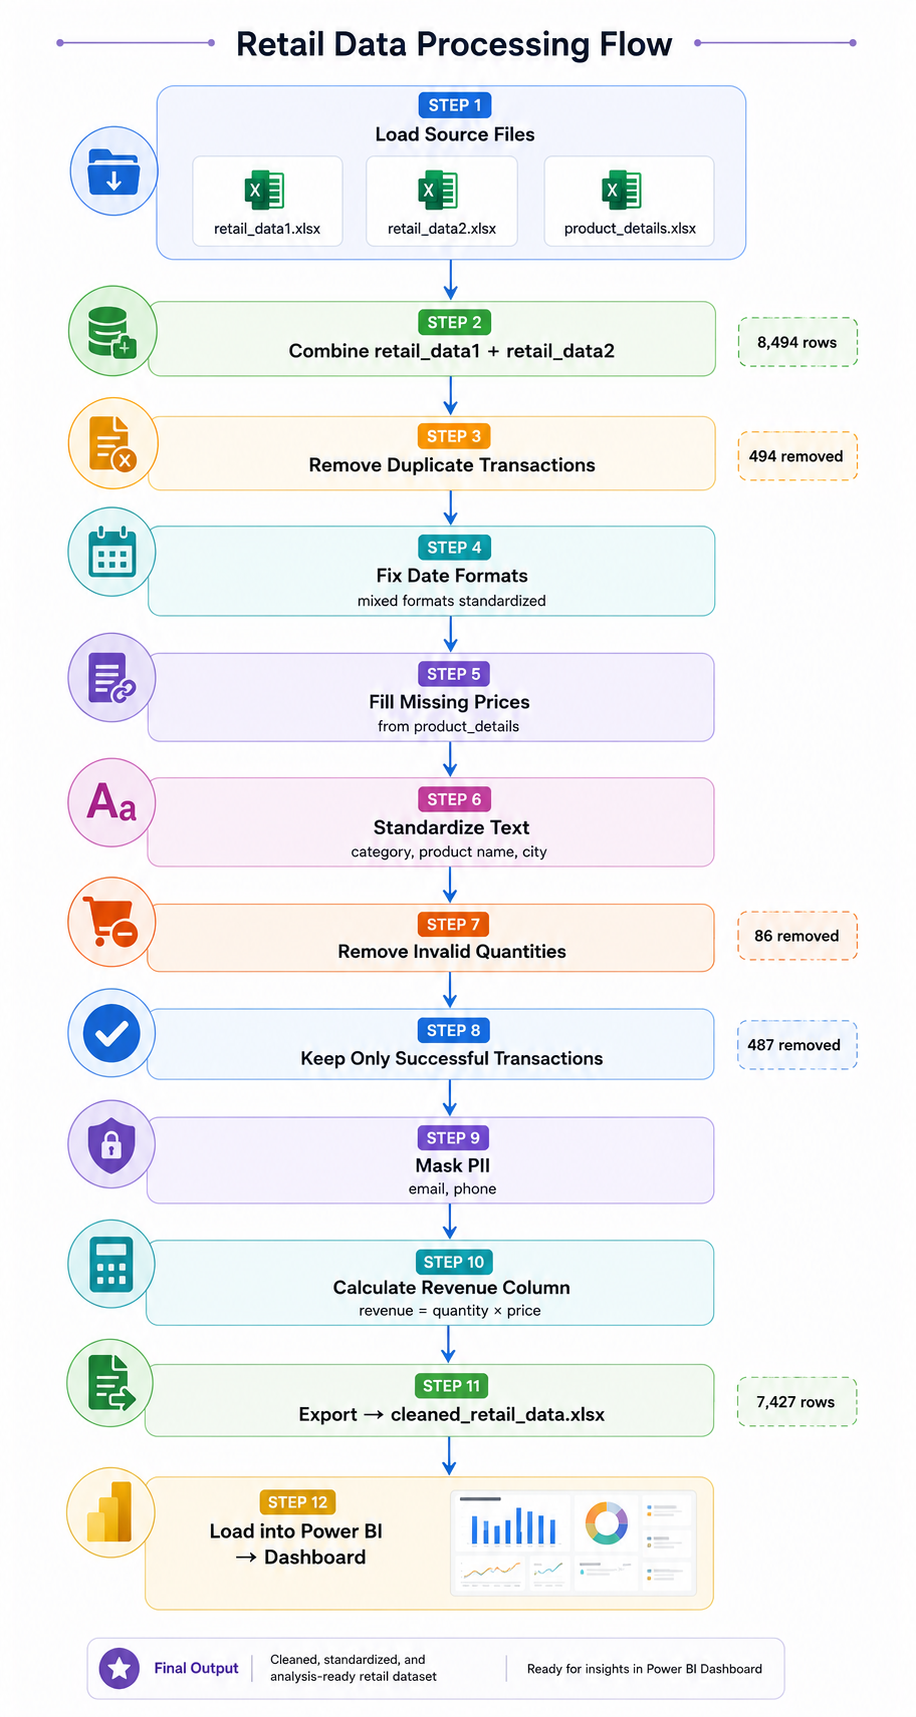 Retail Data Processing Flow
STEP 1
Load Source Files
retail_data1.xlsx
retail_data2.xlsx
product_details.xlsx
STEP 2
Combine retail_data1 + retail_data2
8,494 rows
STEP 3
Remove Duplicate Transactions
494 removed
STEP 4
Fix Date Formats
mixed formats standardized
STEP 5
Fill Missing Prices
from product_details
Aa
STEP 6
Standardize Text
category, product name, city
STEP 7
Remove Invalid Quantities
86 removed
STEP 8
Keep Only Successful Transactions
487 removed
STEP 9
Mask PII
email, phone
STEP 10
Calculate Revenue Column
revenue = quantity × price
STEP 11
Export → cleaned_retail_data.xlsx
7,427 rows
STEP 12
Load into Power BI
→ Dashboard
Final Output
Cleaned, standardized, and
analysis-ready retail dataset
Ready for insights in Power BI Dashboard